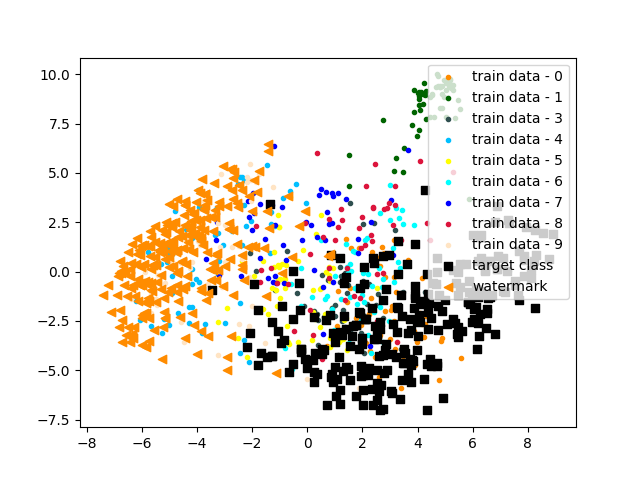 10.0
7.5
5.0
2.5
0.0
−2.5
−5.0
−7.5
−8 −6 −4 −2 0 2 4 6 8
train data - 0
train data - 1
train data - 3
train data - 4
train data - 5
train data - 6
train data - 7
train data - 8
train data - 9
target class
watermark